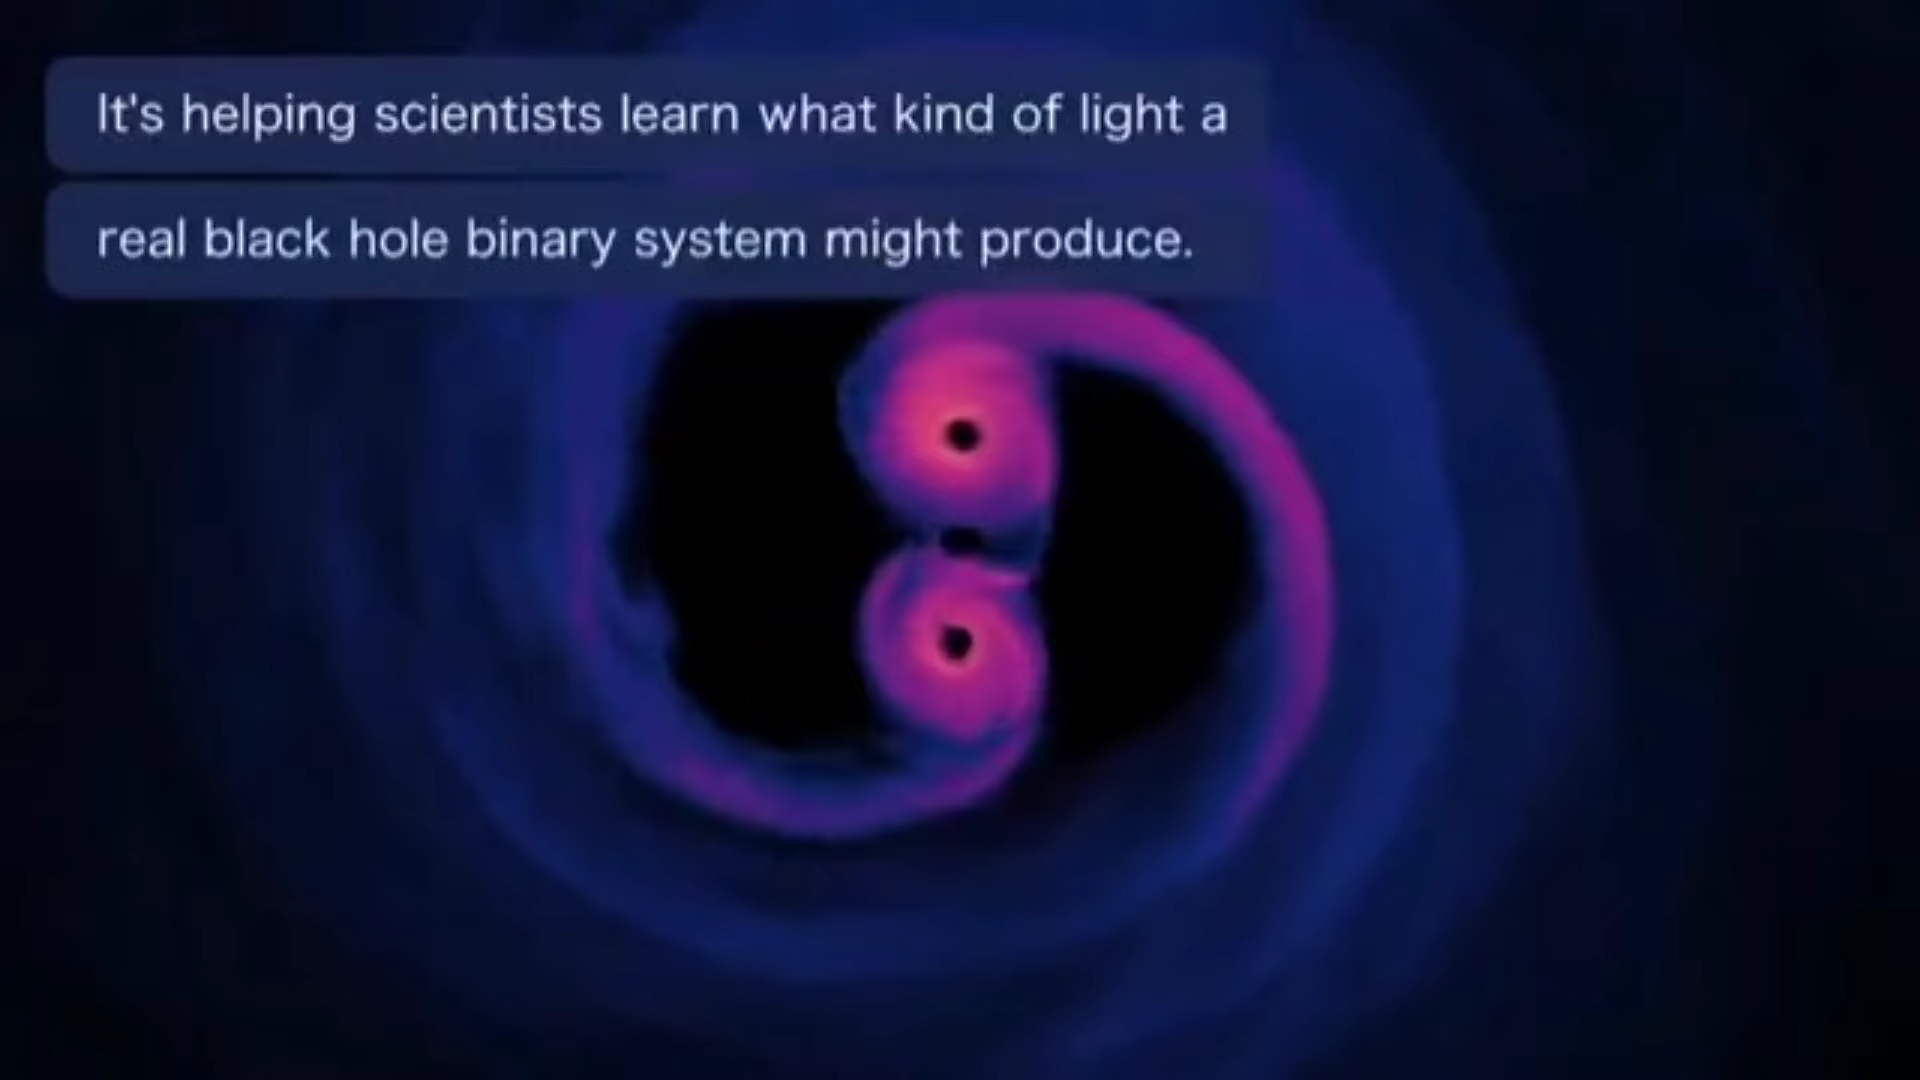 It's helping scientists learn what kind of light a
real black hole binary system might produce.